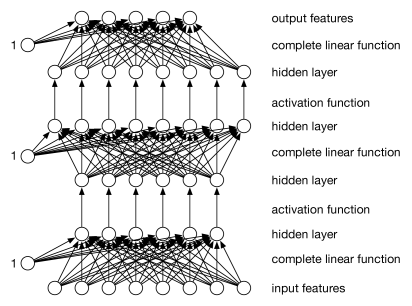 output features
1 complete linear function
hidden layer
activation function
hidden layer
1 complete linear function
hidden layer
activation function
hidden layer
1 complete linear function
input features